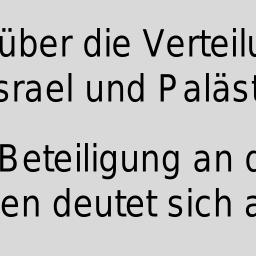 über die Verteilu
srael und Paläst
Beteiligung an d
en deutet sich a